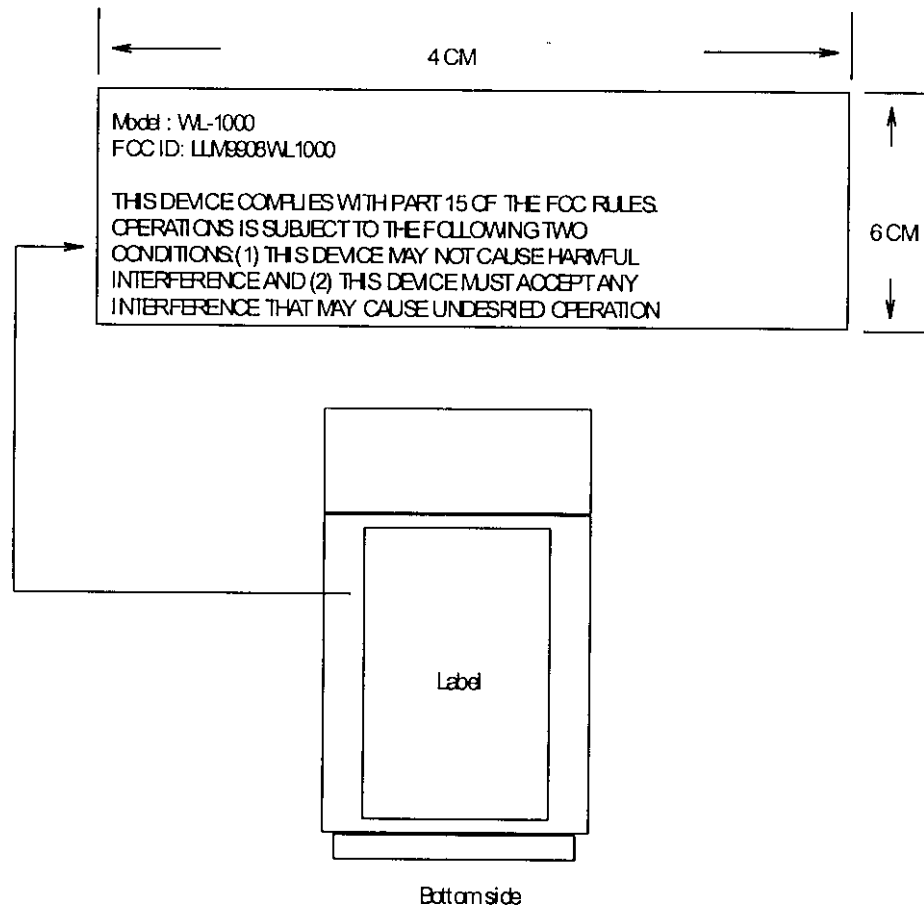 4 CM
Model : WL-1000
FCC ID: LLM9908WL1000
THIS DEVICE COMPLIES WITH PART 15 OF THE FCC RULES.
OPERATIONS IS SUBJECT TO THE FOLLOWING TWO
CONDITIONS:(1) THIS DEVICE MAY NOT CAUSE HARMFUL
INTERFERENCE AND (2) THIS DEVICE MUST ACCEPT ANY
INTERFERENCE THAT MAY CAUSE UNDESRIED OPERATION
6 CM
Label
Bottom side